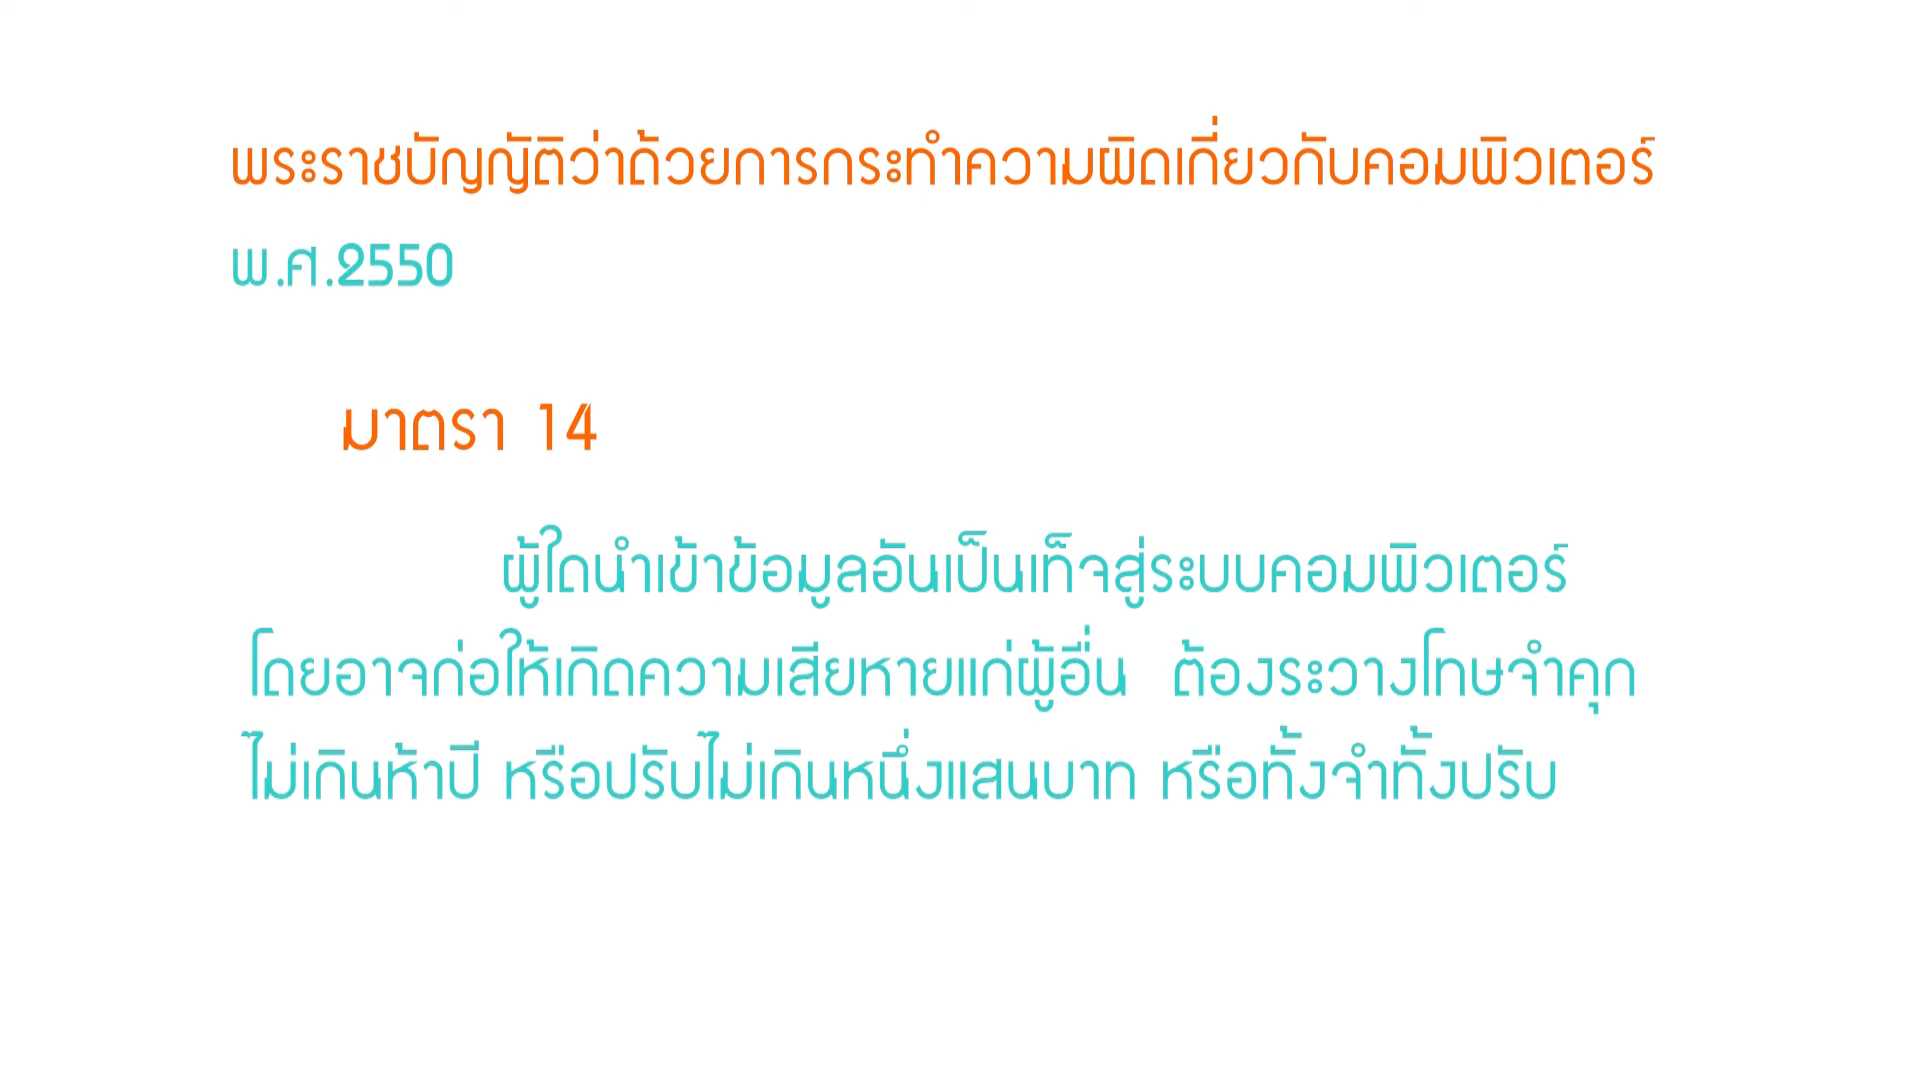 พระราชบัญญัติว่าด้วยการกระทำความผิดเกี่ยวกับคอมพิวเตอร์
พ.ศ.2550
มาตรา 14
ผู้ใดนำเข้าข้อมูลอันเป็นเท็จสู่ระบบคอมพิวเตอร์
โดยอาจก่อให้เกิดความเสียหายแก่ผู้อื่น ต้องระวางโทษจำคุก
ไม่เกินห้าปี หรือปรับไม่เกินหนึ่งแสนบาท หรือทั้งจำทั้งปรับ